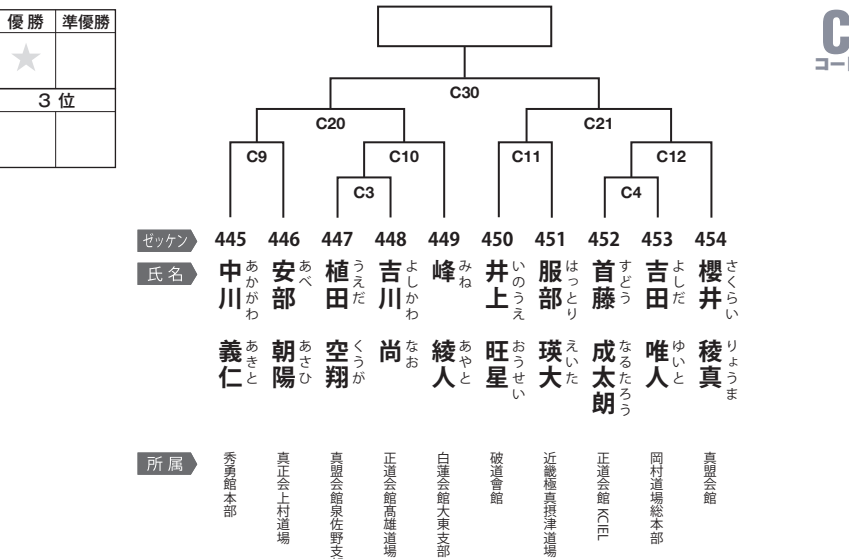 優勝 準優勝
★
3 位
C
コート
C30
C20 C21
C9 C10 C11 C12
C3 C4
ゼッケン 445 446 447 448 449 450 451 452 453 454
氏名
中川 義仁 あかがわ あきと
安部 朝陽 あべ あさひ
植田 空翔 うえだ くうが
吉川 尚 よしかわ なお
峰 綾人 みね あやと
井上 旺星 いのうえ おうせい
服部 瑛大 はっとり えいた
首藤 成太朗 すどう なるたろう
吉田 唯人 よしだ ゆいと
櫻井 稜真 さくらい りょうま
所属
秀勇館本部
真正会上村道場
真盟会館泉佐野支部
正道会館髙雄道場
白蓮会館大東支部
破道會館
近畿極真摂津道場
正道会館 KCIEL
岡村道場総本部
真盟会館